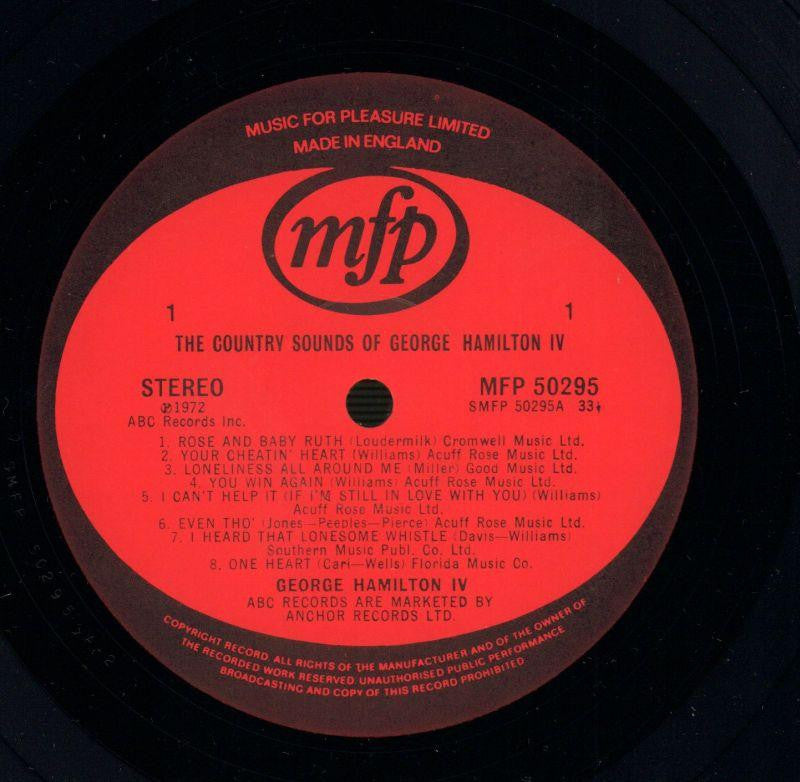 MUSIC FOR PLEASURE LIMITED
MADE IN ENGLAND
mfp
1 1
THE COUNTRY SOUNDS OF GEORGE HAMILTON IV
STEREO MFP 50295
℗1972 SMFP 50295A 33⅓
ABC Records Inc.
1. ROSE AND BABY RUTH (Loudermilk) Cromwell Music Ltd.
2. YOUR CHEATIN' HEART (Williams) Acuff Rose Music Ltd.
3. LONELINESS ALL AROUND ME (Miller) Good Music Ltd.
4. YOU WIN AGAIN (Williams) Acuff Rose Music Ltd.
5. I CAN'T HELP IT (IF I'M STILL IN LOVE WITH YOU) (Williams)
Acuff Rose Music Ltd.
6. EVEN THO' (Jones—Peeples—Pierce) Acuff Rose Music Ltd.
7. I HEARD THAT LONESOME WHISTLE (Davis—Williams)
Southern Music Publ. Co. Ltd.
8. ONE HEART (Carl—Wells) Florida Music Co.
GEORGE HAMILTON IV
ABC RECORDS ARE MARKETED BY
ANCHOR RECORDS LTD.
COPYRIGHT RECORD. ALL RIGHTS OF THE MANUFACTURER AND OF THE OWNER OF
THE RECORDED WORK RESERVED. UNAUTHORISED PUBLIC PERFORMANCE
BROADCASTING AND COPY OF THIS RECORD PROHIBITED
SMFP 50295